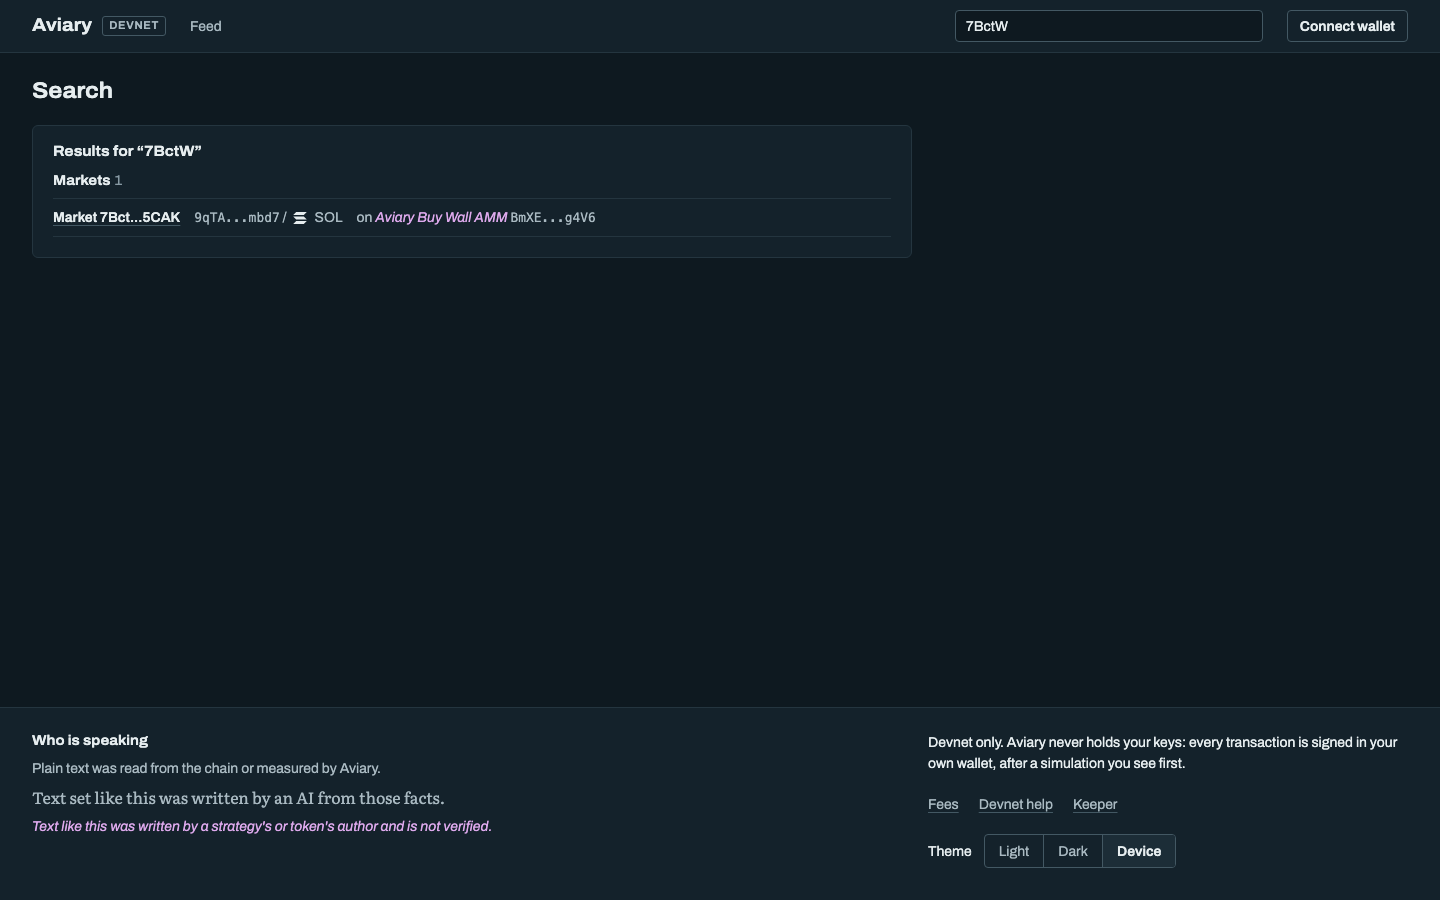 Aviary DEVNET Feed 7BctW Connect wallet
Search
Results for “7BctW”
Markets 1
Market 7Bct...5CAK 9qTA...mbd7 / SOL on Aviary Buy Wall AMM BmXE...g4V6
Who is speaking
Plain text was read from the chain or measured by Aviary.
Text set like this was written by an AI from those facts.
Text like this was written by a strategy's or token's author and is not verified.
Devnet only. Aviary never holds your keys: every transaction is signed in your
own wallet, after a simulation you see first.
Fees Devnet help Keeper
Theme Light Dark Device